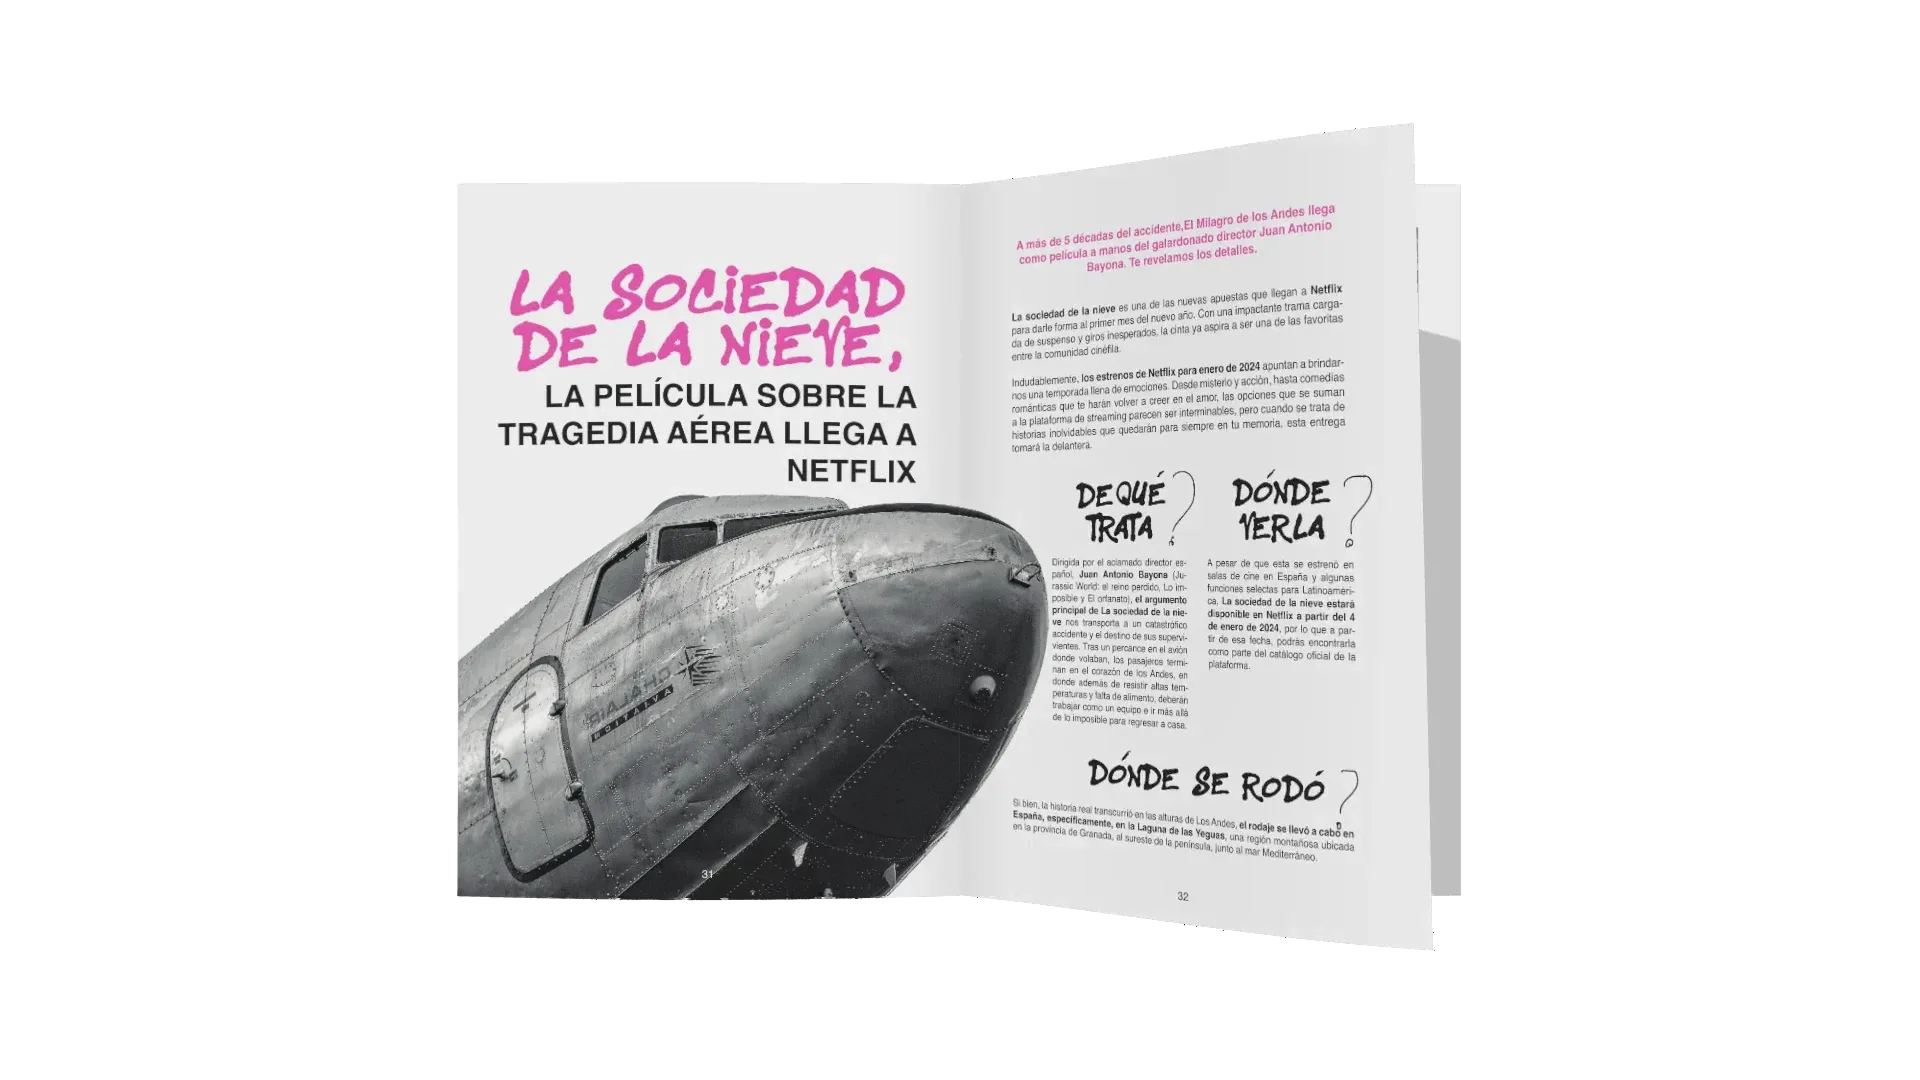 LA SOCIEDAD
DE LA NIEVE,
LA PELÍCULA SOBRE LA
TRAGEDIA AÉREA LLEGA A
NETFLIX
CHALAIR
AVIATION
31
A más de 5 décadas del accidente,El Milagro de los Andes llega
como película a manos del galardonado director Juan Antonio
Bayona. Te revelamos los detalles.
La sociedad de la nieve es una de las nuevas apuestas que llegan a Netflix
para darle forma al primer mes del nuevo año. Con una impactante trama carga-
da de suspenso y giros inesperados, la cinta ya aspira a ser una de las favoritas
entre la comunidad cinéfila.
Indudablemente, los estrenos de Netflix para enero de 2024 apuntan a brindar-
nos una temporada llena de emociones. Desde misterio y acción, hasta comedias
románticas que te harán volver a creer en el amor, las opciones que se suman
a la plataforma de streaming parecen ser interminables, pero cuando se trata de
historias inolvidables que quedarán para siempre en tu memoria, esta entrega
tomará la delantera.
DE QUÉ
TRATA ?
Dirigida por el aclamado director es-
pañol, Juan Antonio Bayona (Ju-
rassic World: el reino perdido, Lo im-
posible y El orfanato), el argumento
principal de La sociedad de la nie-
ve nos transporta a un catastrófico
accidente y el destino de sus supervi-
vientes. Tras un percance en el avión
donde volaban, los pasajeros termi-
nan en el corazón de los Andes, en
donde además de resistir altas tem-
peraturas y falta de alimento, deberán
trabajar como un equipo e ir más allá
de lo imposible para regresar a casa.
DÓNDE
VERLA ?
A pesar de que esta se estrenó en
salas de cine en España y algunas
funciones selectas para Latinoaméri-
ca, La sociedad de la nieve estará
disponible en Netflix a partir del 4
de enero de 2024, por lo que a par-
tir de esa fecha, podrás encontrarla
como parte del catálogo oficial de la
plataforma.
DÓNDE SE RODÓ ?
Si bien, la historia real transcurrió en las alturas de Los Andes, el rodaje se llevó a cabo en
España, específicamente, en la Laguna de las Yeguas, una región montañosa ubicada
en la provincia de Granada, al sureste de la península, junto al mar Mediterráneo.
32